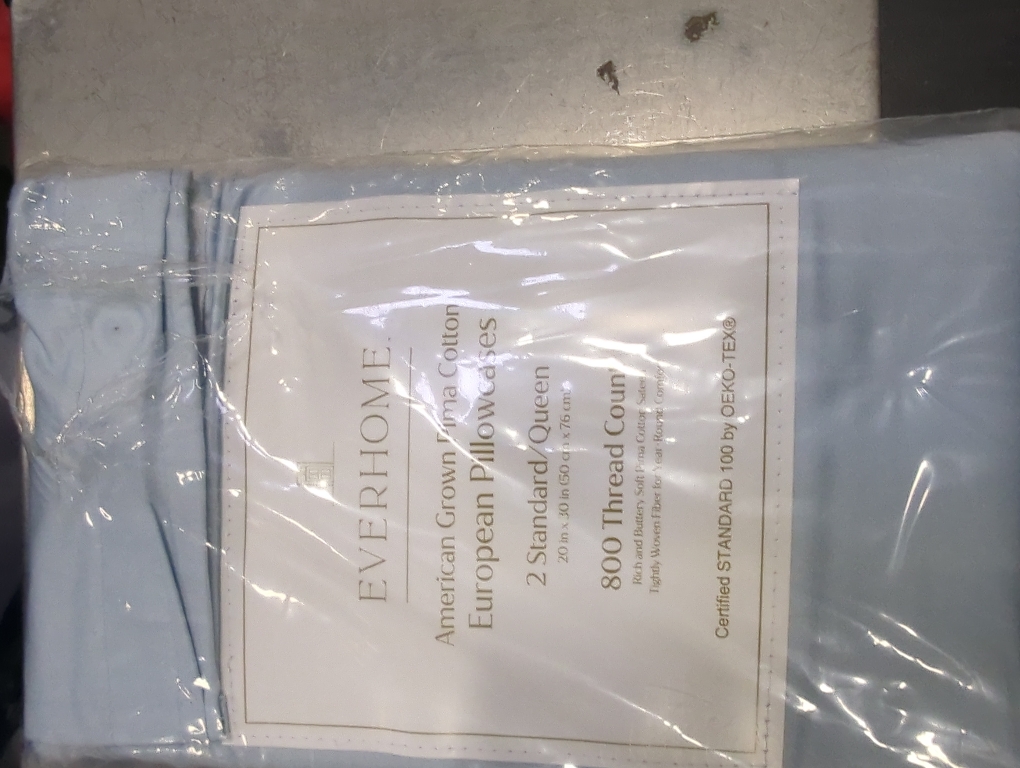 EVERHOME.
American Grown Pima Cotton
European Pillowcases
2 Standard/Queen
20 in x 30 in (50 cm x 76 cm)
800 Thread Count
Rich and Buttery Soft Pima Cotton Sateen
Tightly Woven Fiber for Year Round Comfort
Certified STANDARD 100 by OEKO-TEX®